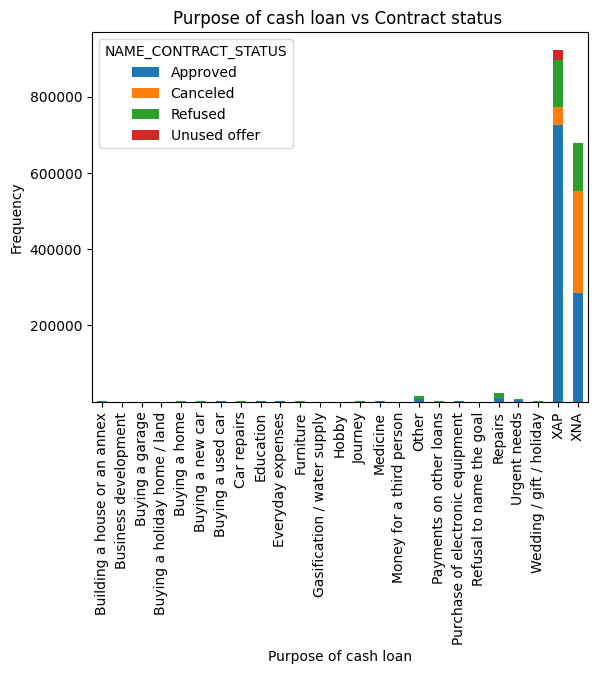 Purpose of cash loan vs Contract status
NAME_CONTRACT_STATUS
Approved
Canceled
Refused
Unused offer
Frequency
800000
600000
400000
200000
Building a house or an annex
Business development
Buying a garage
Buying a holiday home / land
Buying a home
Buying a new car
Buying a used car
Car repairs
Education
Everyday expenses
Furniture
Gasification / water supply
Hobby
Journey
Medicine
Money for a third person
Other
Payments on other loans
Purchase of electronic equipment
Refusal to name the goal
Repairs
Urgent needs
Wedding / gift / holiday
XAP
XNA
Purpose of cash loan